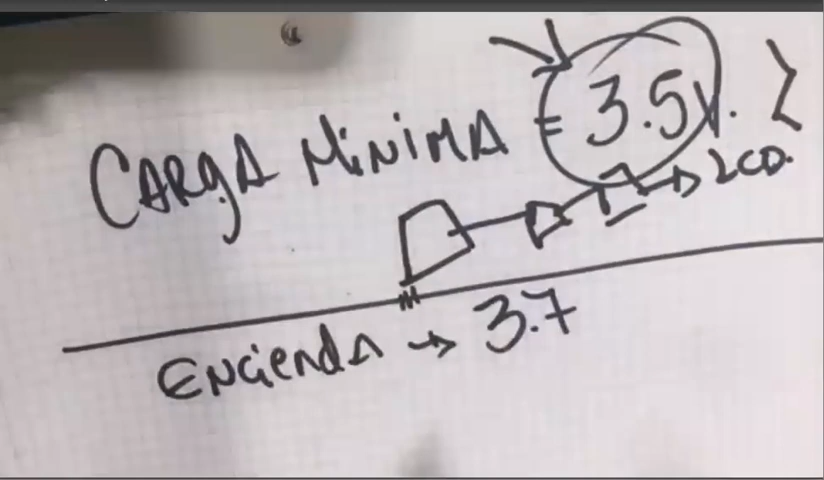 CARGA MiNiMA = 3.5V.
LCD.
ENCiendA → 3.7